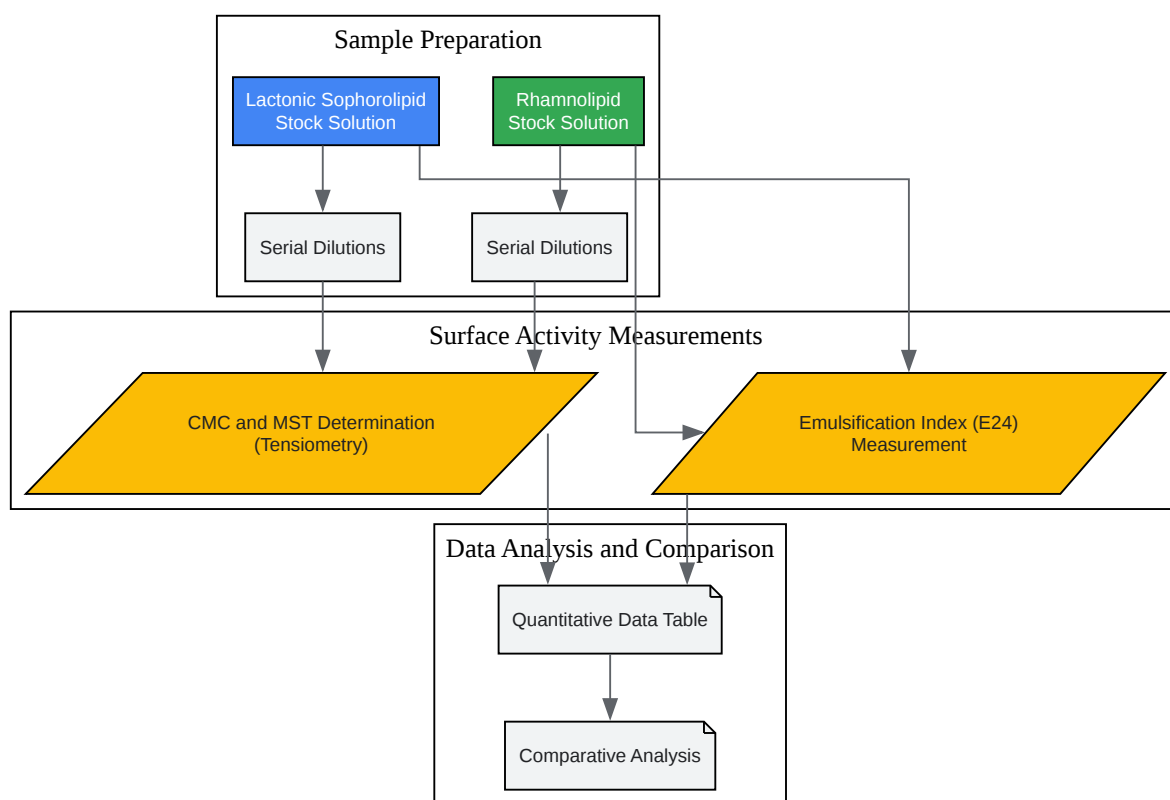 Sample Preparation
Lactonic Sophorolipid
Stock Solution
Rhamnolipid
Stock Solution
Serial Dilutions
Serial Dilutions
Surface Activity Measurements
CMC and MST Determination
(Tensiometry)
Emulsification Index (E24)
Measurement
Data Analysis and Comparison
Quantitative Data Table
Comparative Analysis